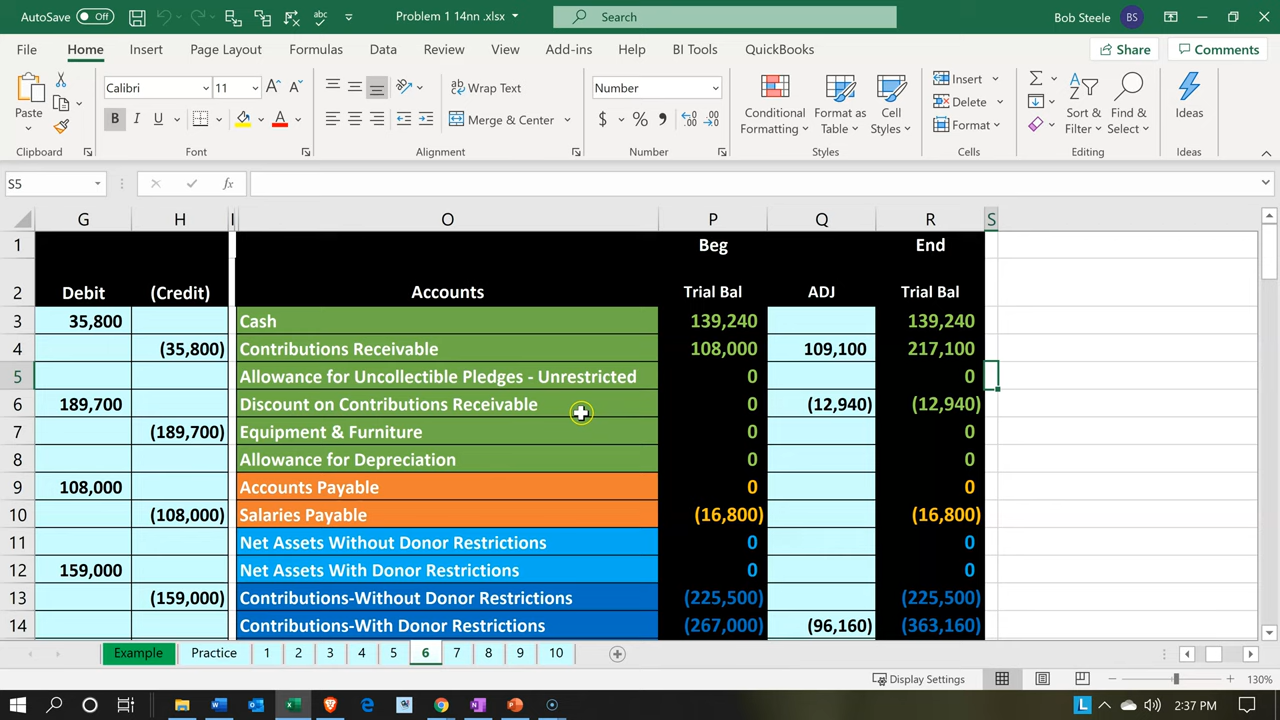 AutoSave Off abc Problem 1 14nn .xlsx Search Bob Steele BS
File Home Insert Page Layout Formulas Data Review View Add-ins Help BI Tools QuickBooks Share Comments
Calibri 11 A A ab Wrap Text Number Insert Σ
Paste B I U A Merge & Center $ % , Conditional Formatting Format as Table Cell Styles Delete Format Sort & Filter Find & Select Ideas
Clipboard Font Alignment Number Styles Cells Editing Ideas
S5 fx
G H I O P Q R S
1 Beg End
2 Debit (Credit) Accounts Trial Bal ADJ Trial Bal
3 35,800 Cash 139,240 139,240
4 (35,800) Contributions Receivable 108,000 109,100 217,100
5 Allowance for Uncollectible Pledges - Unrestricted 0 0
6 189,700 Discount on Contributions Receivable 0 (12,940) (12,940)
7 (189,700) Equipment & Furniture 0 0
8 Allowance for Depreciation 0 0
9 108,000 Accounts Payable 0 0
10 (108,000) Salaries Payable (16,800) (16,800)
11 Net Assets Without Donor Restrictions 0 0
12 159,000 Net Assets With Donor Restrictions 0 0
13 (159,000) Contributions-Without Donor Restrictions (225,500) (225,500)
14 Contributions-With Donor Restrictions (267,000) (96,160) (363,160)
Example Practice 1 2 3 4 5 6 7 8 9 10
Display Settings 130%
L 2:37 PM